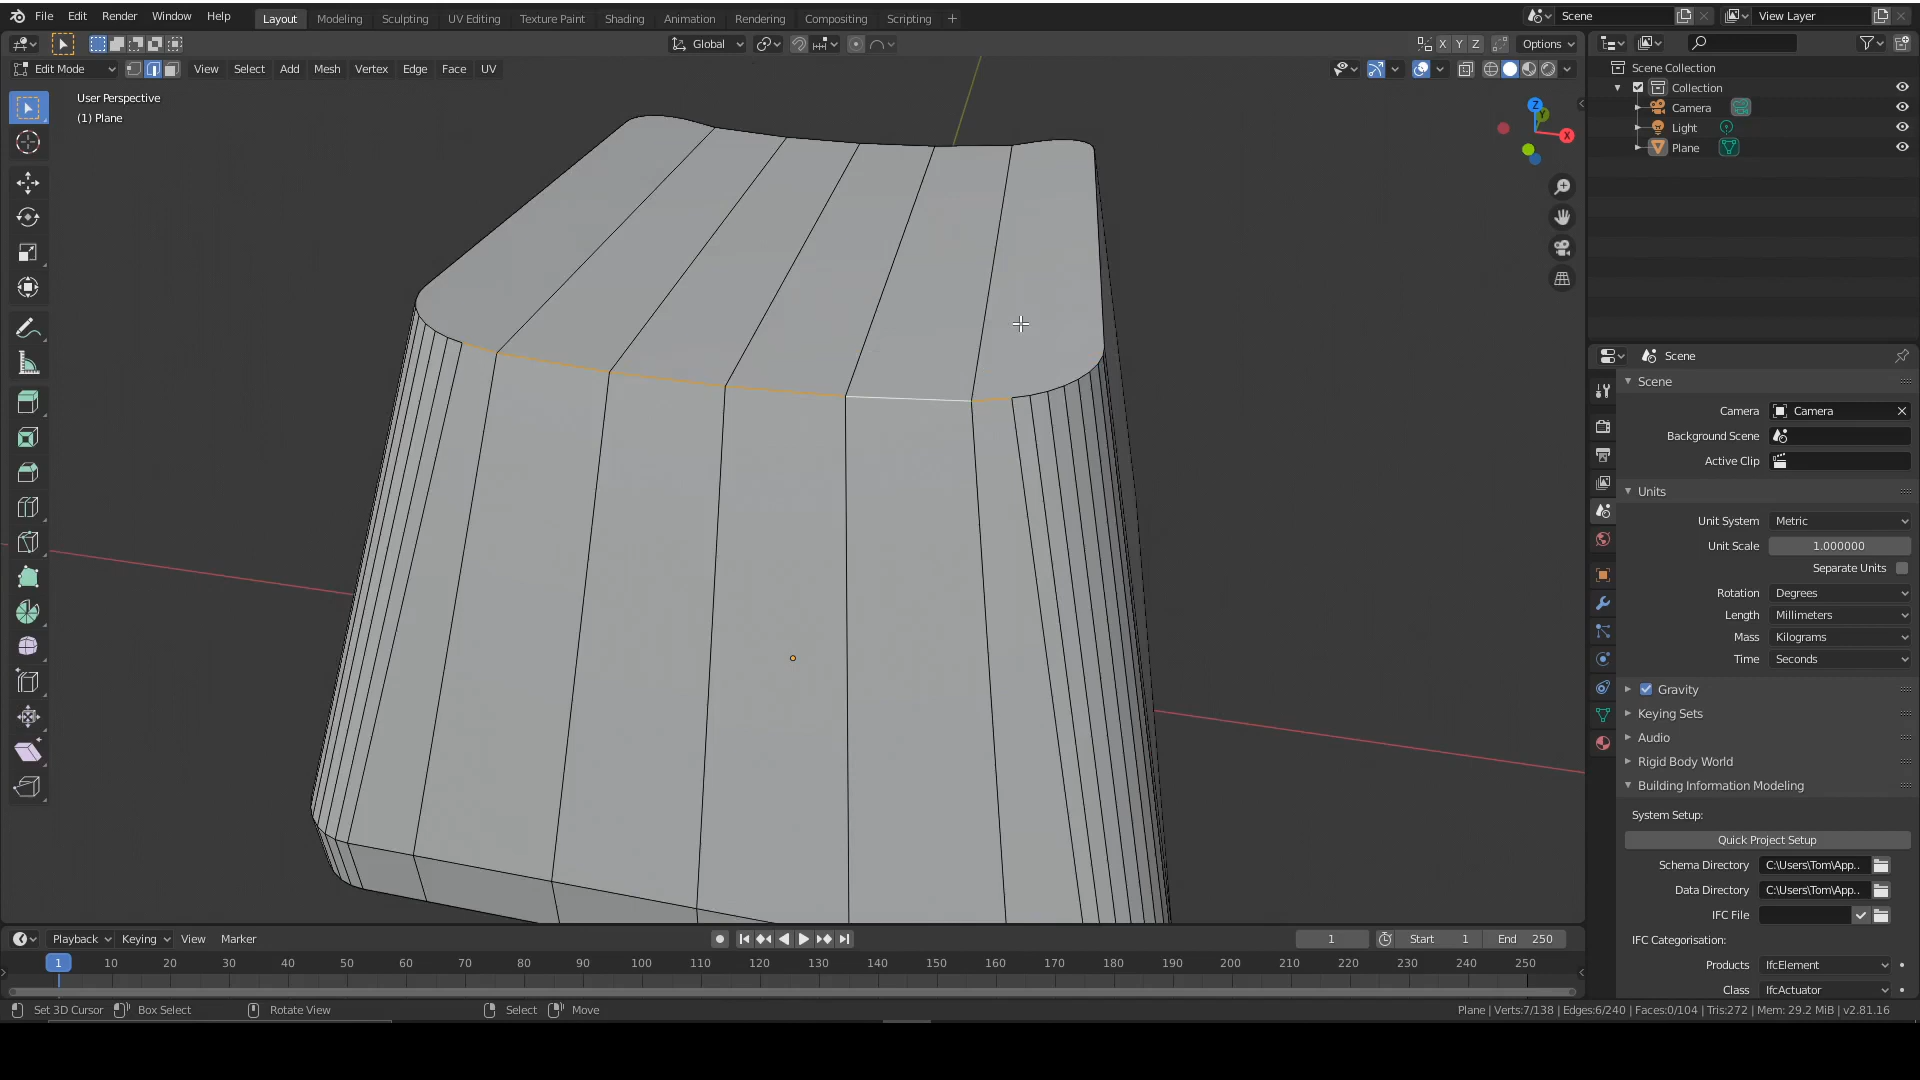 File Edit Render Window Help Layout Modeling Sculpting UV Editing Texture Paint Shading Animation Rendering Compositing Scripting + Scene View Layer
Global X Y Z Options
Edit Mode View Select Add Mesh Vertex Edge Face UV
User Perspective
(1) Plane
Z
Y
X
Scene Collection
Collection
Camera
Light
Plane
Scene
Scene
Camera Camera
Background Scene
Active Clip
Units
Unit System Metric
Unit Scale 1.000000
Separate Units
Rotation Degrees
Length Millimeters
Mass Kilograms
Time Seconds
Gravity
Keying Sets
Audio
Rigid Body World
Building Information Modeling
System Setup:
Quick Project Setup
Schema Directory C:\Users\Tom\App..
Data Directory C:\Users\Tom\App..
IFC File
IFC Categorisation:
Products IfcElement
Class IfcActuator
Playback Keying View Marker 1 Start 1 End 250
1 10 20 30 40 50 60 70 80 90 100 110 120 130 140 150 160 170 180 190 200 210 220 230 240 250
Set 3D Cursor Box Select Rotate View Select Move Plane | Verts:7/138 | Edges:6/240 | Faces:0/104 | Tris:272 | Mem: 29.2 MiB | v2.81.16